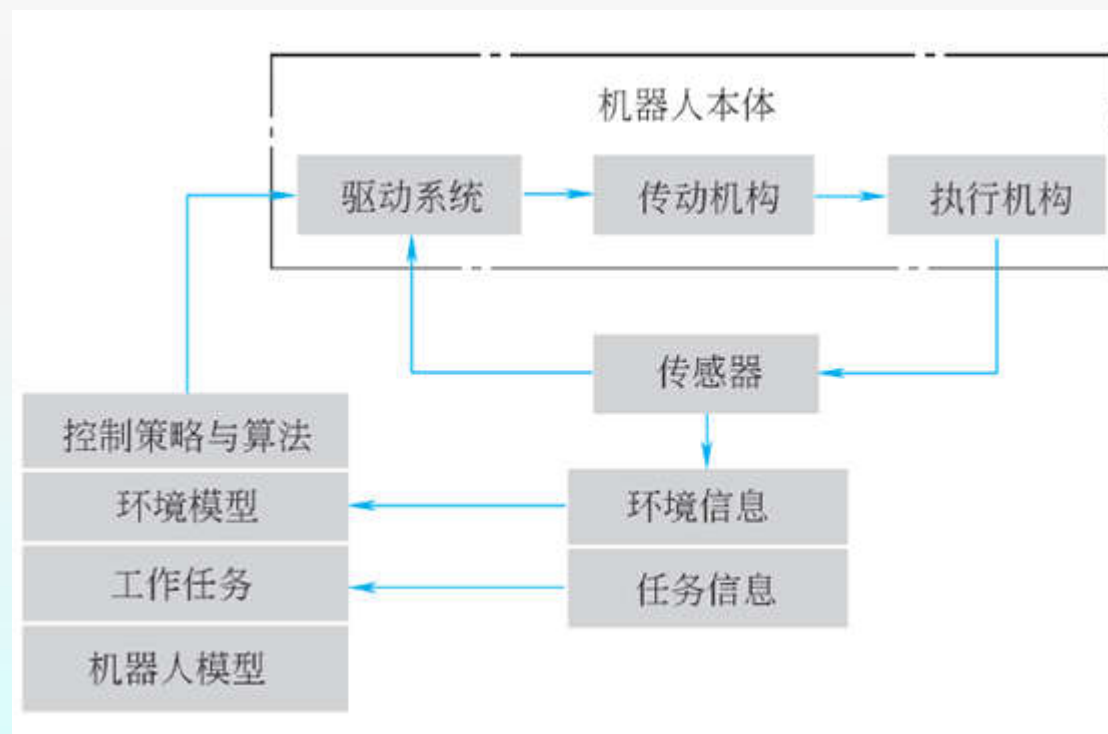 机器人本体
驱动系统
传动机构
执行机构
传感器
控制策略与算法
环境模型
环境信息
工作任务
任务信息
机器人模型